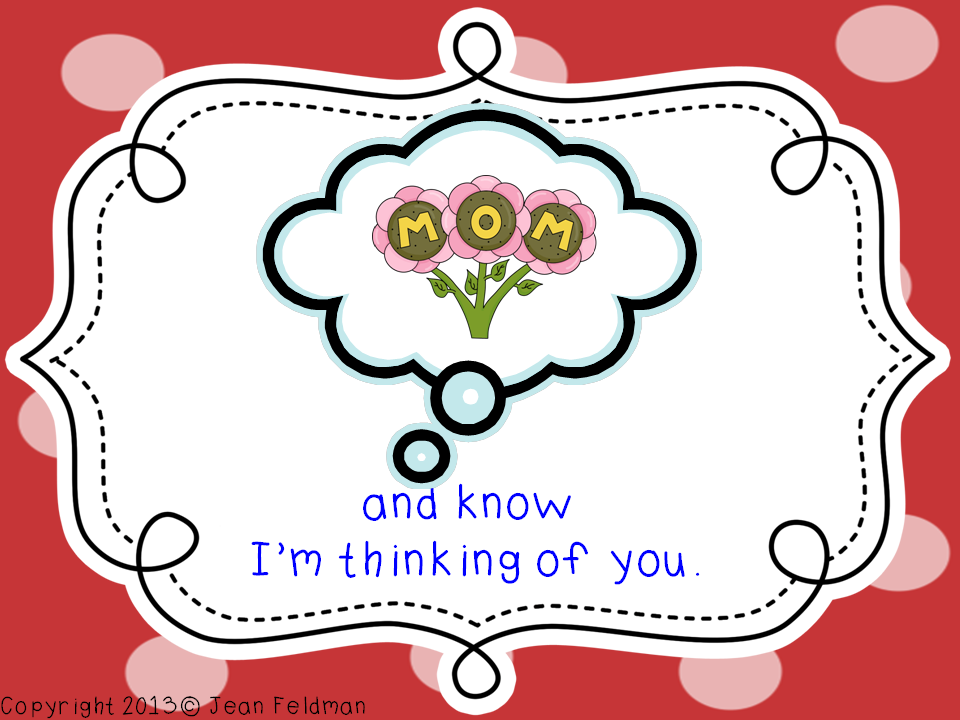 MOM
and know
I'm thinking of you.
Copyright 2013© Jean Feldman